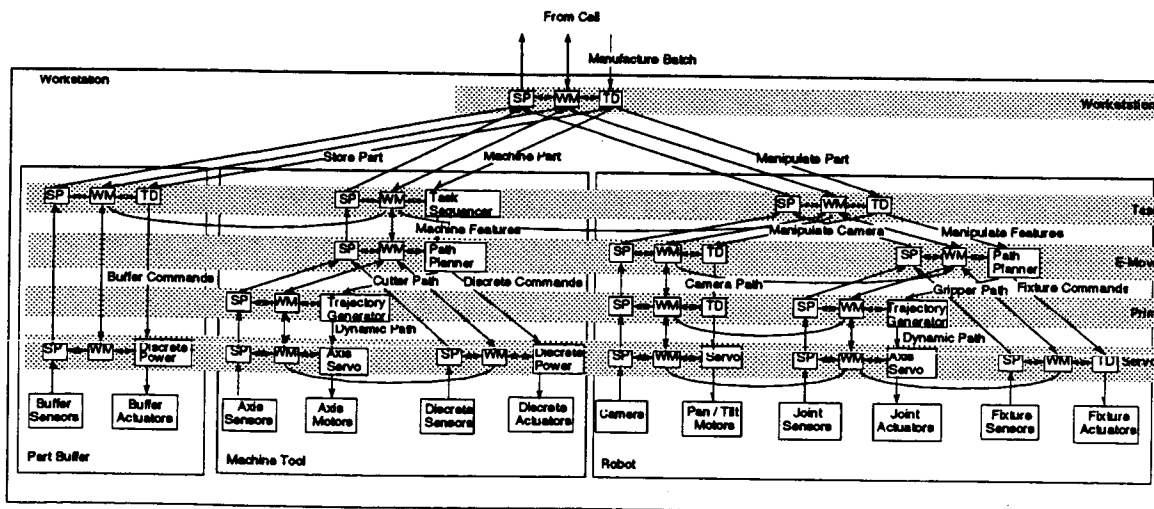 From Cell
Manufacture Batch
Workstation
SP WM TD
Workstation
Store Part
Machine Part
Manipulate Part
SP WM TD
SP WM Task
Sequencer
SP WM TD
Task
Machine Features
Manipulate Camera
Manipulate Features
SP WM Path
Planner
SP WM TD
SP WM Path
Planner
E-Move
Buffer Commands
Cutter Path
Discrete Commands
Camera Path
Gripper Path
Fixture Commands
SP WM Trajectory
Generator
SP WM TD
SP WM Trajectory
Generator
Prim
Dynamic Path
Dynamic Path
SP WM Discrete
Power
SP WM Axis
Servo
SP WM Discrete
Power
SP WM Servo
SP WM Axis
Servo
SP WM TD
Servo
Buffer
Sensors
Buffer
Actuators
Axis
Sensors
Axis
Motors
Discrete
Sensors
Discrete
Actuators
Camera
Pan / Tilt
Motors
Joint
Sensors
Joint
Actuators
Fixture
Sensors
Fixture
Actuators
Part Buffer
Machine Tool
Robot